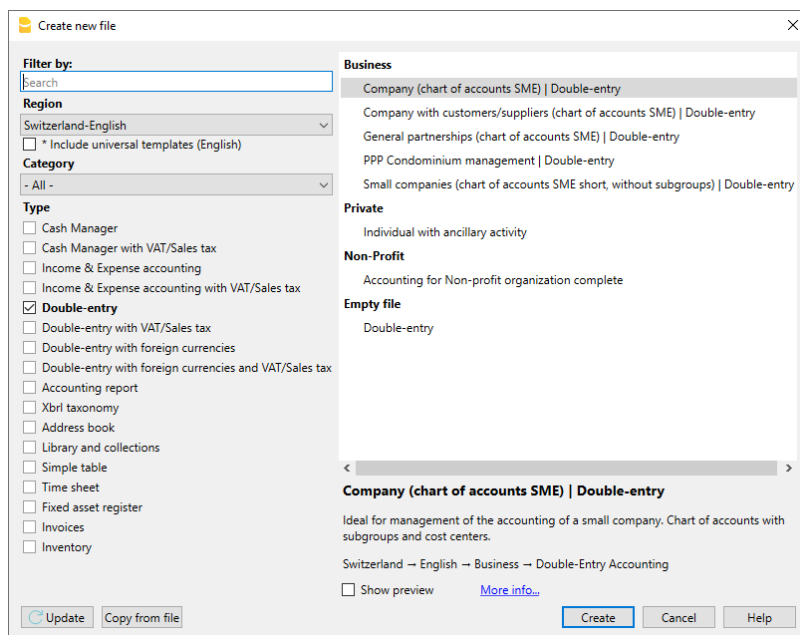 Create new file
Filter by:
Search
Region
Switzerland-English
* Include universal templates (English)
Category
- All -
Type
Cash Manager
Cash Manager with VAT/Sales tax
Income & Expense accounting
Income & Expense accounting with VAT/Sales tax
Double-entry
Double-entry with VAT/Sales tax
Double-entry with foreign currencies
Double-entry with foreign currencies and VAT/Sales tax
Accounting report
Xbrl taxonomy
Address book
Library and collections
Simple table
Time sheet
Fixed asset register
Invoices
Inventory
Update
Copy from file
Business
Company (chart of accounts SME) | Double-entry
Company with customers/suppliers (chart of accounts SME) | Double-entry
General partnerships (chart of accounts SME) | Double-entry
PPP Condominium management | Double-entry
Small companies (chart of accounts SME short, without subgroups) | Double-entry
Private
Individual with ancillary activity
Non-Profit
Accounting for Non-profit organization complete
Empty file
Double-entry
Company (chart of accounts SME) | Double-entry
Ideal for management of the accounting of a small company. Chart of accounts with
subgroups and cost centers.
Switzerland → English → Business → Double-Entry Accounting
Show preview
More info...
Create
Cancel
Help